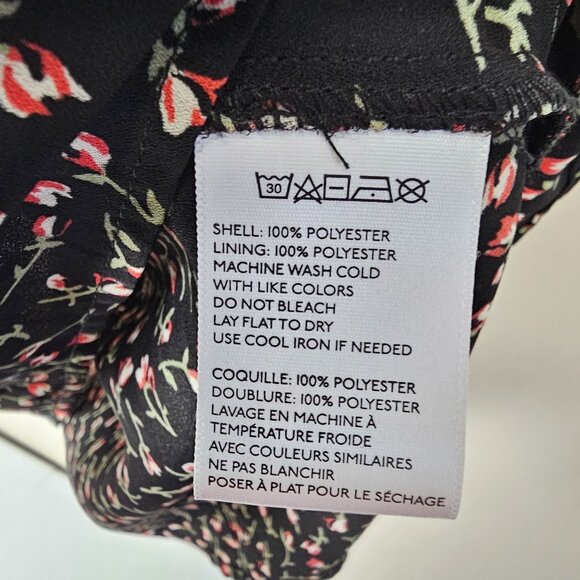 30
SHELL: 100% POLYESTER
LINING: 100% POLYESTER
MACHINE WASH COLD
WITH LIKE COLORS
DO NOT BLEACH
LAY FLAT TO DRY
USE COOL IRON IF NEEDED
COQUILLE: 100% POLYESTER
DOUBLURE: 100% POLYESTER
LAVAGE EN MACHINE À
TEMPÉRATURE FROIDE
AVEC COULEURS SIMILAIRES
NE PAS BLANCHIR
POSER À PLAT POUR LE SÉCHAGE